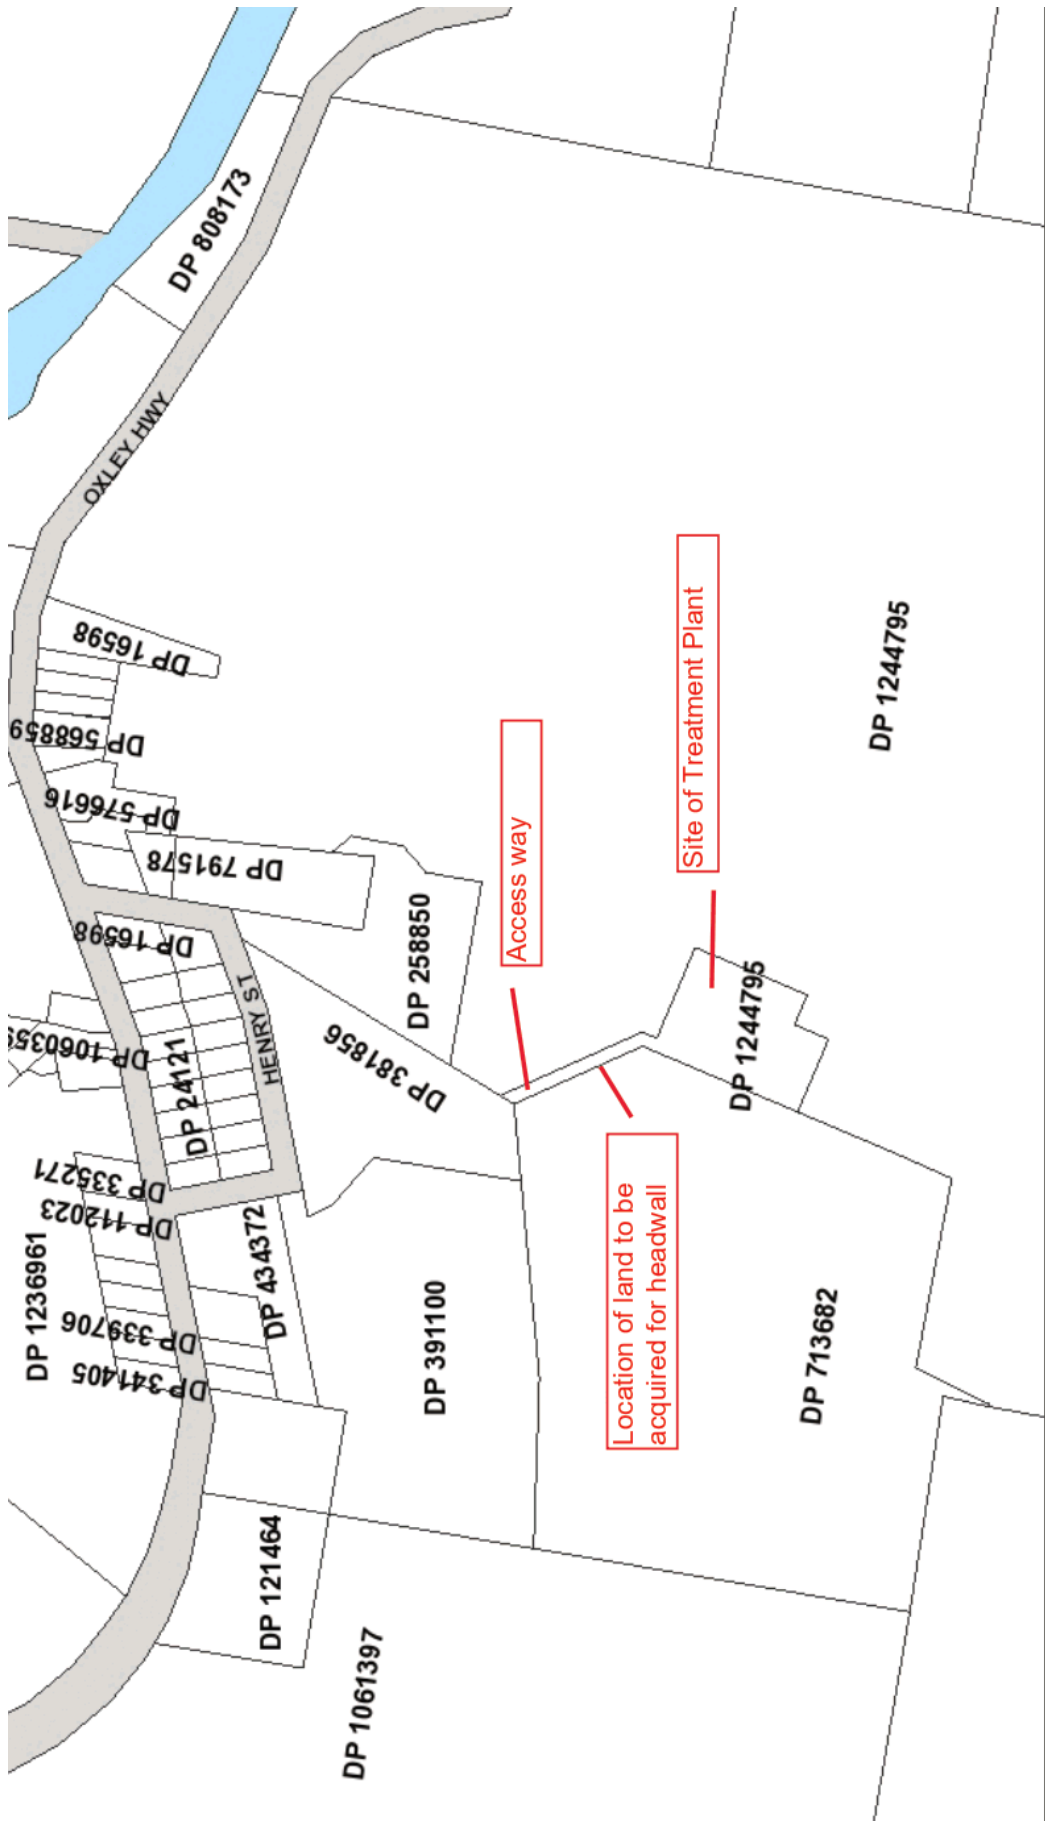 DP 808173
OXLEY HWY
DP 16598
DP 568859
DP 576616
DP 791578
DP 16598
DP 258850
HENRY ST
DP 381856
DP 1060359
DP 24121
DP 335271
DP 112023
DP 434372
DP 1236961
DP 339706
DP 341405
DP 391100
DP 121464
DP 1061397
DP 713682
DP 1244795
DP 1244795
Access way
Site of Treatment Plant
Location of land to be
acquired for headwall